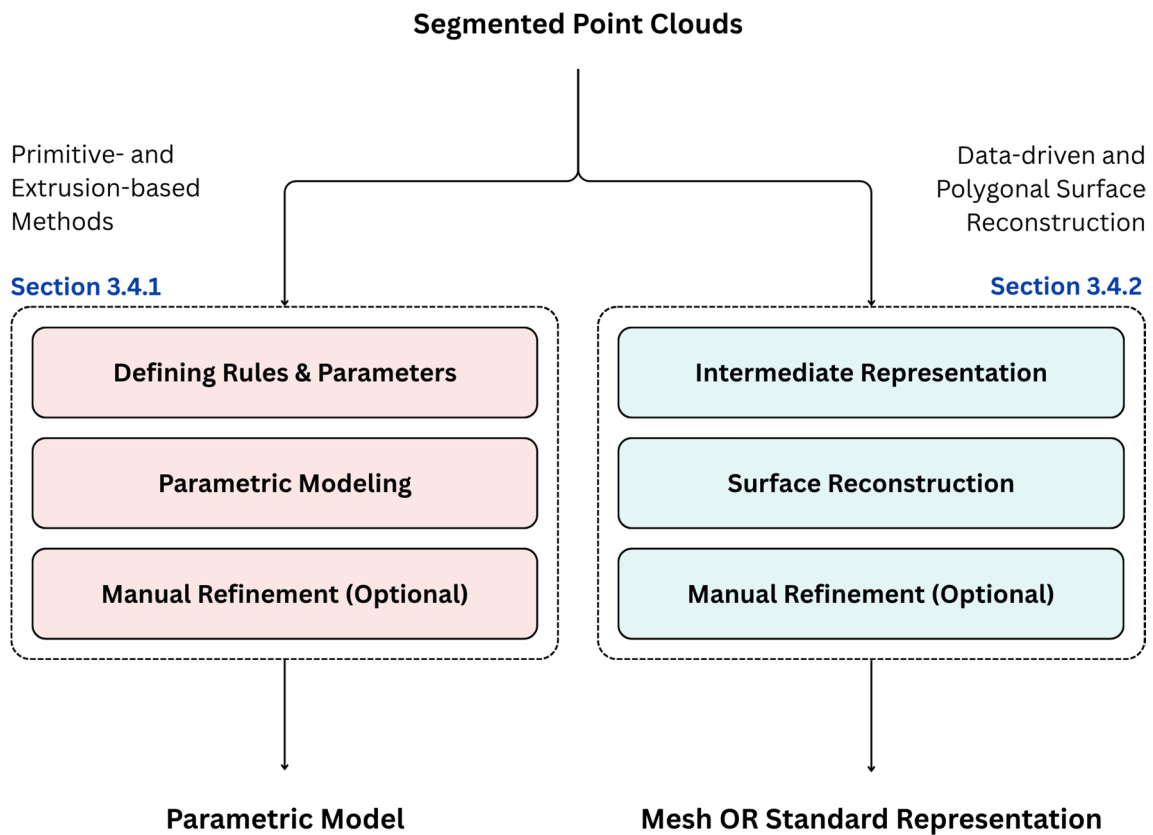 Segmented Point Clouds
Primitive- and
Extrusion-based
Methods
Section 3.4.1
Defining Rules & Parameters
Parametric Modeling
Manual Refinement (Optional)
Parametric Model
Data-driven and
Polygonal Surface
Reconstruction
Section 3.4.2
Intermediate Representation
Surface Reconstruction
Manual Refinement (Optional)
Mesh OR Standard Representation